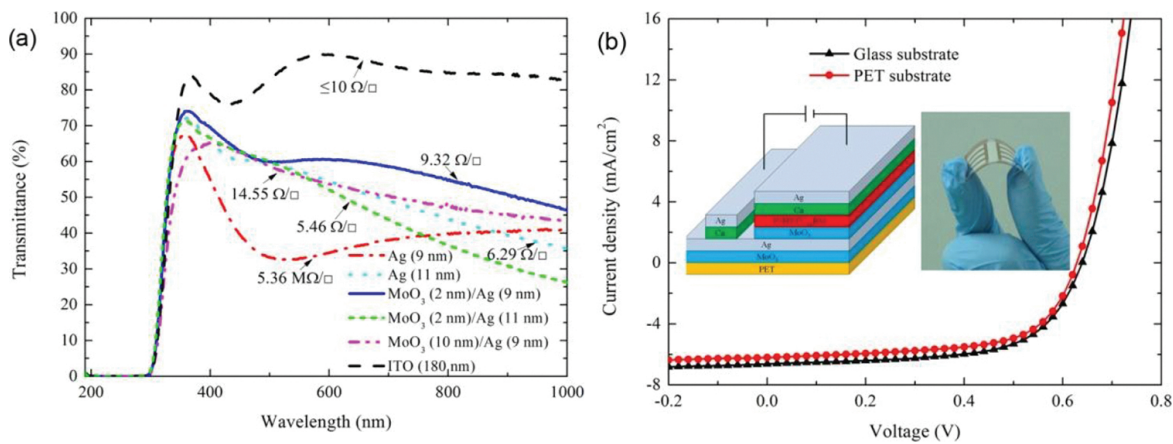 (a)
100
90
80
70
60
50
40
30
20
10
0
Transmittance (%)
200
400
600
800
1000
Wavelength (nm)
≤10 Ω/□
9.32 Ω/□
14.55 Ω/□
5.46 Ω/□
6.29 Ω/□
5.36 MΩ/□
Ag (9 nm)
Ag (11 nm)
MoO₃ (2 nm)/Ag (9 nm)
MoO₃ (2 nm)/Ag (11 nm)
MoO₃ (10 nm)/Ag (9 nm)
ITO (180 nm)
(b)
16
12
8
4
0
-4
-8
Current density (mA/cm²)
-0.2
0.0
0.2
0.4
0.6
0.8
Voltage (V)
Glass substrate
PET substrate
Ag
Ca
MoO₃
Ag
Ca
Ag
MoO₃
PET